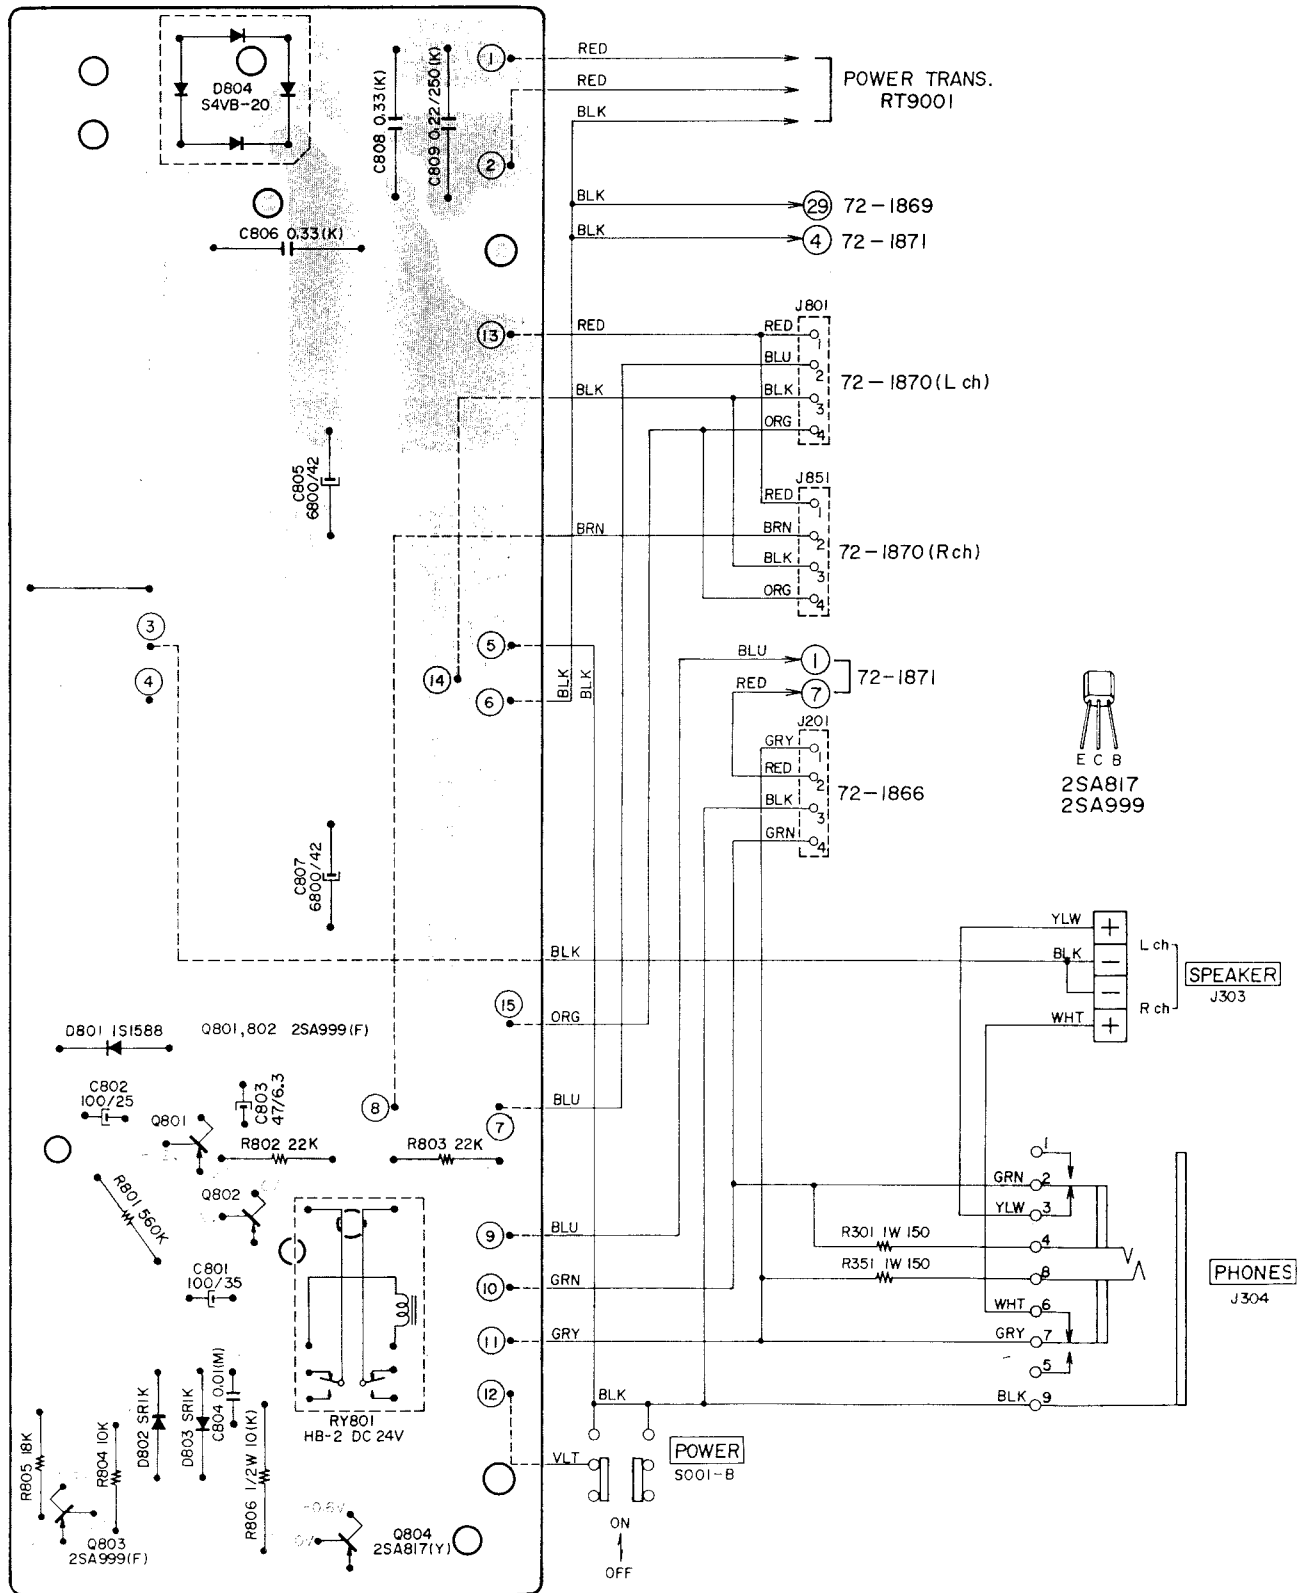 D804
S4VB-20
C808 0.33(K)
C809 0.22/250(K)
1
2
RED
RED
BLK
POWER TRANS.
RT9001
BLK
29 72-1869
BLK
4 72-1871
C806 0.33(K)
13
RED
J801
RED 1
BLU 2
BLK
BLK 3
ORG 4
72-1870(L ch)
C805
6800/42
J851
RED 1
BRN
BRN 2
BLK 3
ORG 4
72-1870(Rch)
3
4
5
14
6
BLK
BLK
BLU 1
RED 7
72-1871
J201
GRY 1
RED 2
BLK 3
GRN 4
72-1866
E C B
2SA817
2SA999
C807
6800/42
BLK
YLW +
BLK −
−
WHT +
L ch
R ch
SPEAKER
J303
15
ORG
D801 1S1588
Q801,802 2SA999(F)
C802
100/25
C803
47/6.3
8
BLU
7
Q801
R802 22K
R803 22K
R801 560K
Q802
9
BLU
C801
100/35
10
GRN
11
GRY
12
1
GRN 2
YLW 3
R301 1W 150
4
R351 1W 150
8
WHT 6
GRY 7
5
BLK 9
PHONES
J304
BLK
RY801
HB-2 DC 24V
R805 18K
R804 10K
D802 SR1K
D803 SR1K
C804 0.01(M)
R806 1/2W 10(K)
VLT
POWER
S001-B
ON
OFF
-0.6V
0V
Q803
2SA999(F)
Q804
2SA817(Y)